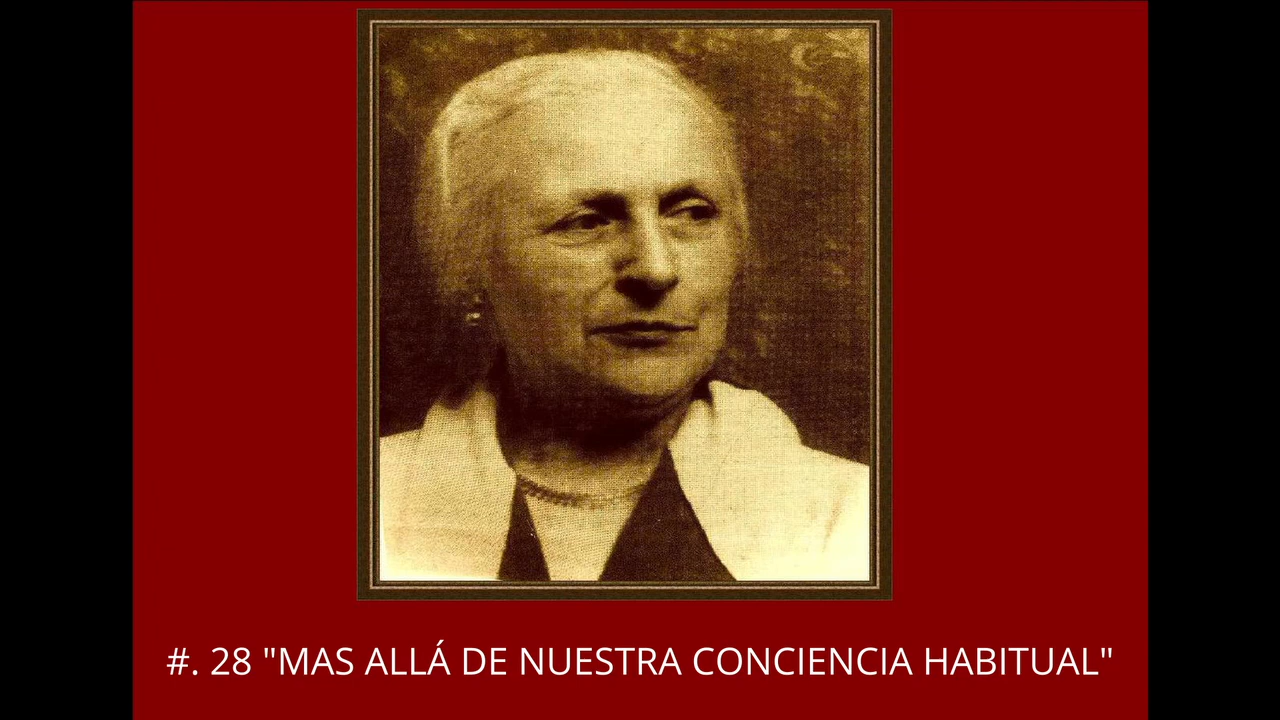 #. 28 "MAS ALLÁ DE NUESTRA CONCIENCIA HABITUAL"